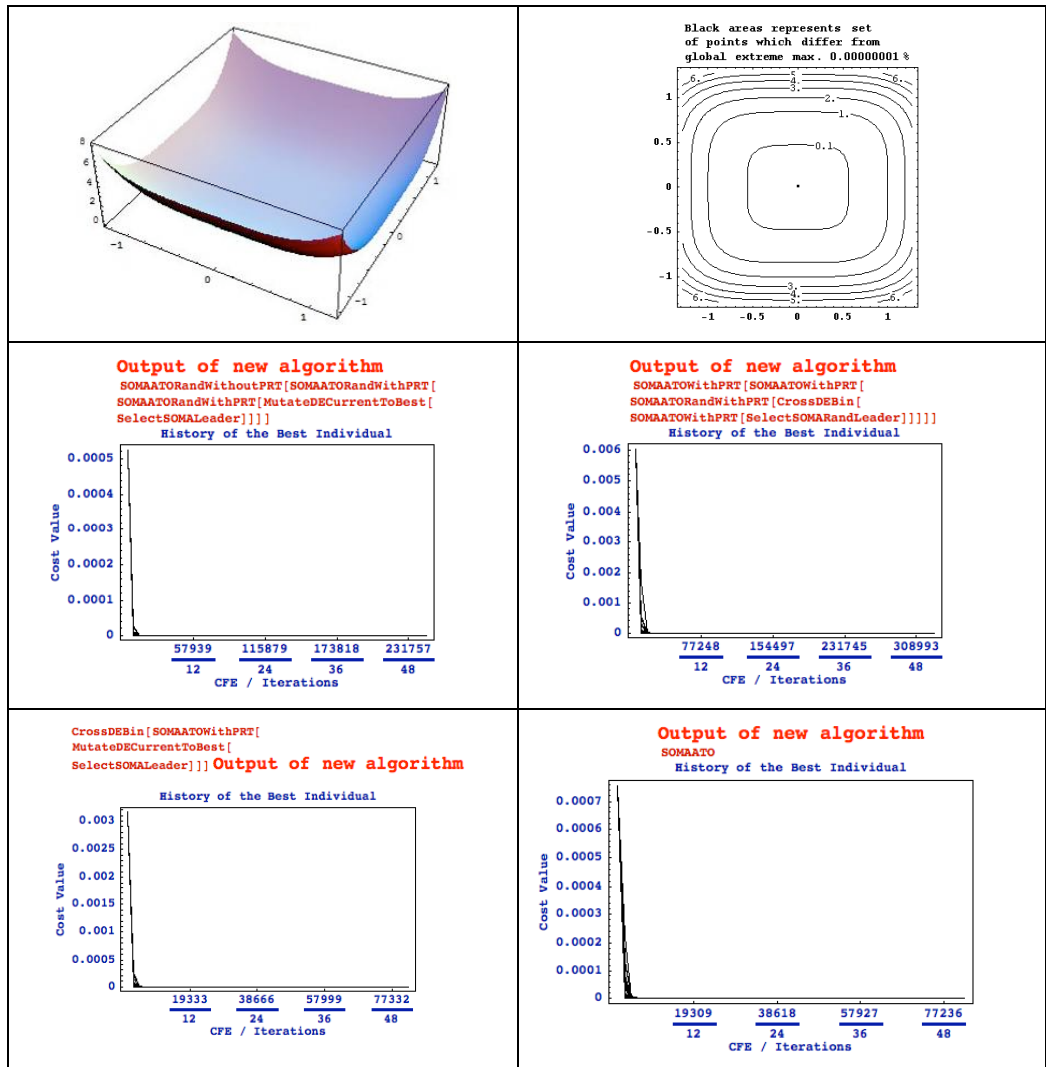 8
6
4
2
0
-1
0
1
-1
0
1
Black areas represents set
of points which differ from
global extreme max. 0.00000001 %
1
0.5
0
-0.5
-1
-1
-0.5
0
0.5
1
6.
5.
4.
3.
6.
2.
1.
0.1
3.
4.
5.
6.
6.
Output of new algorithm
SOMAATORandWithoutPRT[SOMAATORandWithPRT[
SOMAATORandWithPRT[MutateDECurrentToBest[
SelectSOMALeader]]]]
History of the Best Individual
Cost Value
0.0005
0.0004
0.0003
0.0002
0.0001
0
57939 115879 173818 231757
12 24 36 48
CFE / Iterations
Output of new algorithm
SOMAATOWithPRT[SOMAATOWithPRT[
SOMAATORandWithPRT[CrossDEBin[
SOMAATOWithPRT[SelectSOMARandLeader]]]]]
History of the Best Individual
Cost Value
0.006
0.005
0.004
0.003
0.002
0.001
0
77248 154497 231745 308993
12 24 36 48
CFE / Iterations
CrossDEBin[SOMAATOWithPRT[
MutateDECurrentToBest[
SelectSOMALeader]]] Output of new algorithm
History of the Best Individual
Cost Value
0.003
0.0025
0.002
0.0015
0.001
0.0005
0
19333 38666 57999 77332
12 24 36 48
CFE / Iterations
Output of new algorithm
SOMAATO
History of the Best Individual
Cost Value
0.0007
0.0006
0.0005
0.0004
0.0003
0.0002
0.0001
0
19309 38618 57927 77236
12 24 36 48
CFE / Iterations